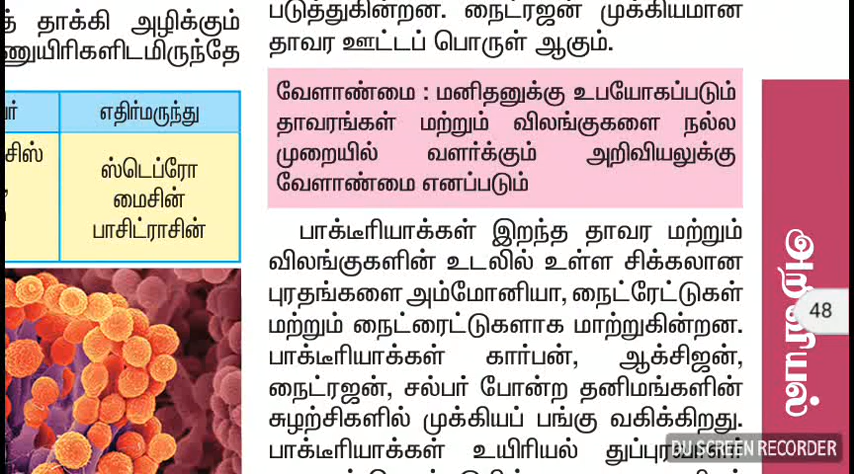 த் தாக்கி அழிக்கும்
ணுயிரிகளிடமிருந்தே
ர்
எதிர்மருந்து
சிஸ்
ஸ்டெப்ரோ
மைசின்
பாசிட்ராசின்
படுத்துகின்றன. நைட்ரஜன் முக்கியமான
தாவர ஊட்டப் பொருள் ஆகும்.
வேளாண்மை : மனிதனுக்கு உபயோகப்படும்
தாவரங்கள் மற்றும் விலங்குகளை நல்ல
முறையில் வளர்க்கும் அறிவியலுக்கு
வேளாண்மை எனப்படும்
பாக்டீரியாக்கள் இறந்த தாவர மற்றும்
விலங்குகளின் உடலில் உள்ள சிக்கலான
புரதங்களை அம்மோனியா, நைட்ரேட்டுகள்
மற்றும் நைட்ரைட்டுகளாக மாற்றுகின்றன.
பாக்டீரியாக்கள் கார்பன், ஆக்சிஜன்,
நைட்ரஜன், சல்பர் போன்ற தனிமங்களின்
சுழற்சிகளில் முக்கியப் பங்கு வகிக்கிறது.
பாக்டீரியாக்கள் உயிரியல் துப்புரவாளர்
அறிவியல்
48
DU SCREEN RECORDER